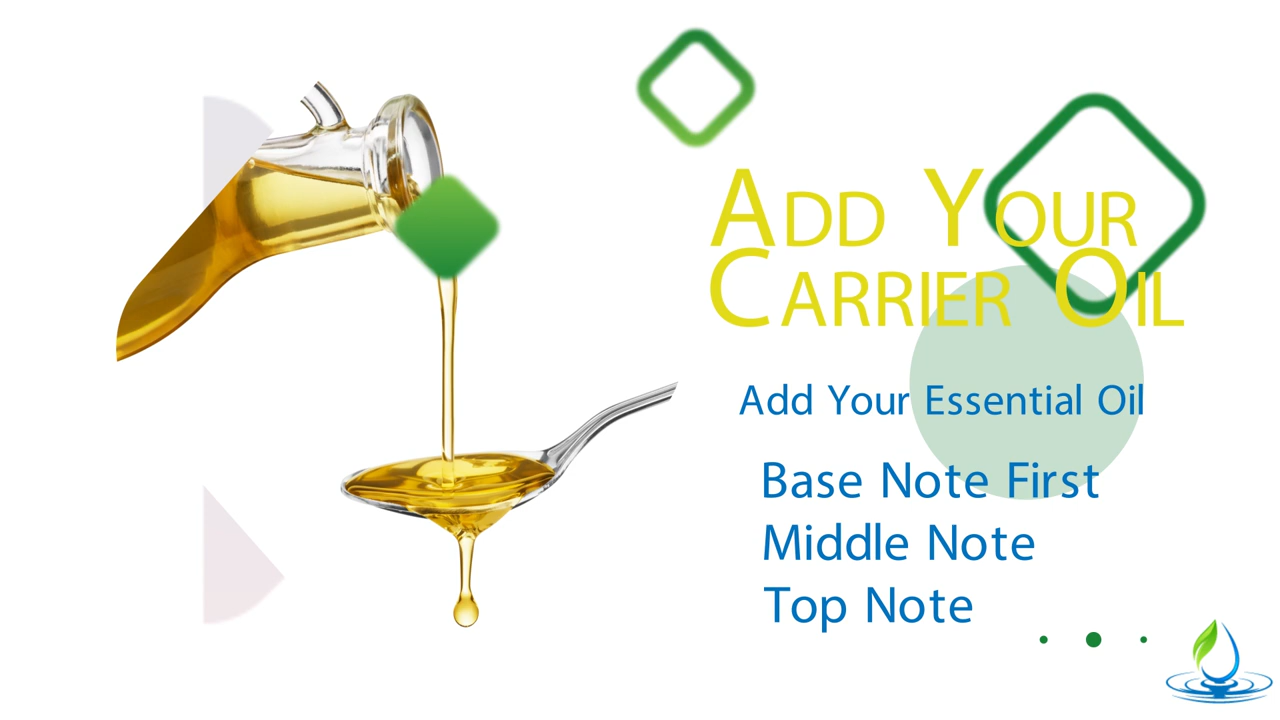 Add Your
Carrier Oil
Add Your Essential Oil
Base Note First
Middle Note
Top Note